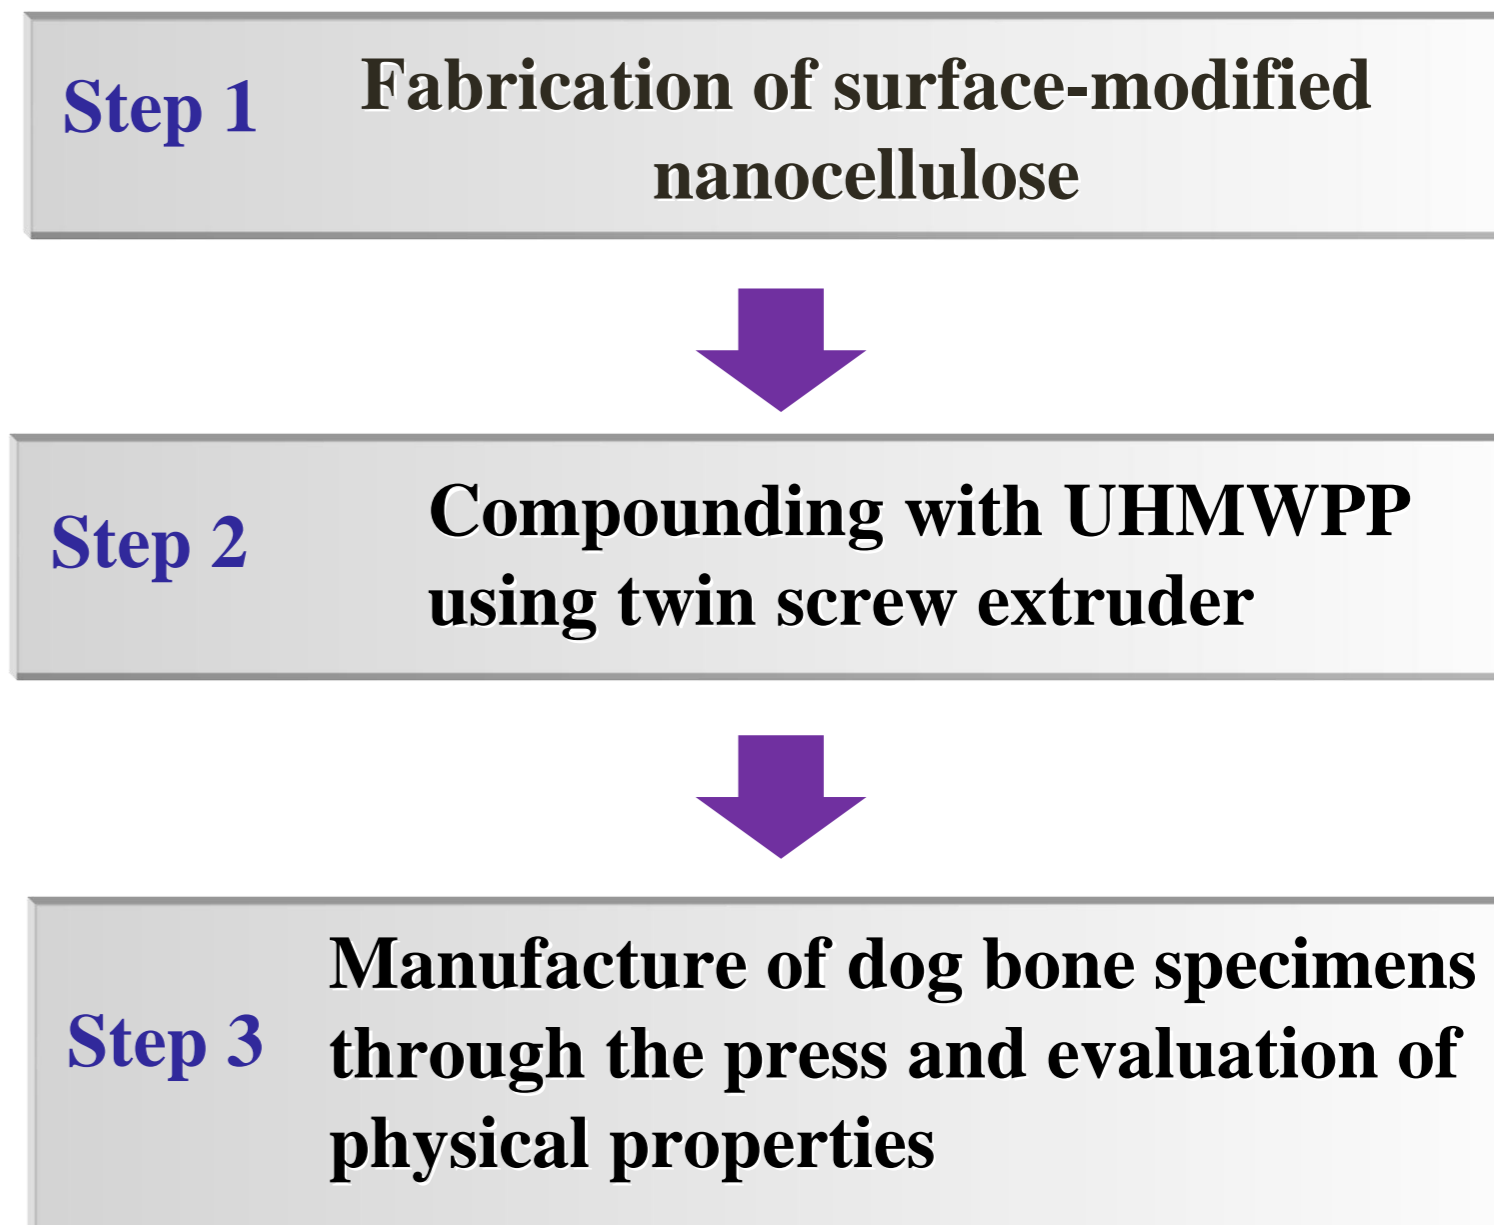 Step 1
Fabrication of surface-modified
nanocellulose
Step 2
Compounding with UHMWPP
using twin screw extruder
Step 3
Manufacture of dog bone specimens
through the press and evaluation of
physical properties